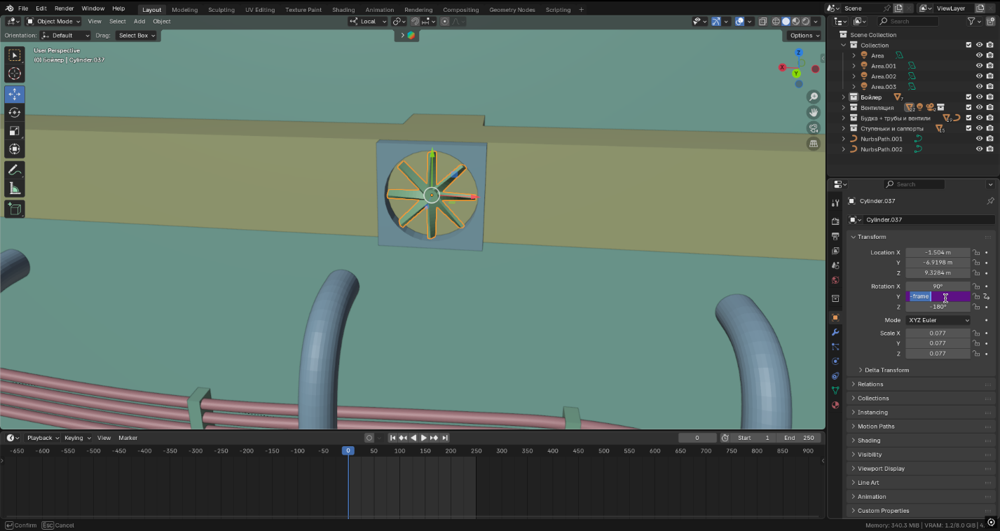 File Edit Render Window Help
Layout Modeling Sculpting UV Editing Texture Paint Shading Animation Rendering Compositing Geometry Nodes Scripting +
Scene
ViewLayer
Object Mode View Select Add Object
Local
Orientation: Default Drag: Select Box
Options
User Perspective
(0) Бойлер | Cylinder.037
Z
X
Y
Search
Scene Collection
Collection
Area
Area.001
Area.002
Area.003
Бойлер
Вентиляция
Будка + трубы и вентили
Ступеньки и саппорты
NurbsPath.001
NurbsPath.002
Search
Cylinder.037
Cylinder.037
Transform
Location X -1.504 m
Y -6.9198 m
Z 9.3284 m
Rotation X 90°
Y -frame
Z -180°
Mode XYZ Euler
Scale X 0.077
Y 0.077
Z 0.077
Delta Transform
Relations
Collections
Instancing
Motion Paths
Shading
Visibility
Viewport Display
Line Art
Animation
Custom Properties
Playback Keying View Marker
0 Start 1 End 250
-650 -600 -550 -500 -450 -400 -350 -300 -250 -200 -150 -100 -50 0 50 100 150 200 250 300 350 400 450 500 550 600 650 700 750 800 850 900
Confirm Esc Cancel
Memory: 340.3 MiB | VRAM: 1.2/8.0 GiB | 4.